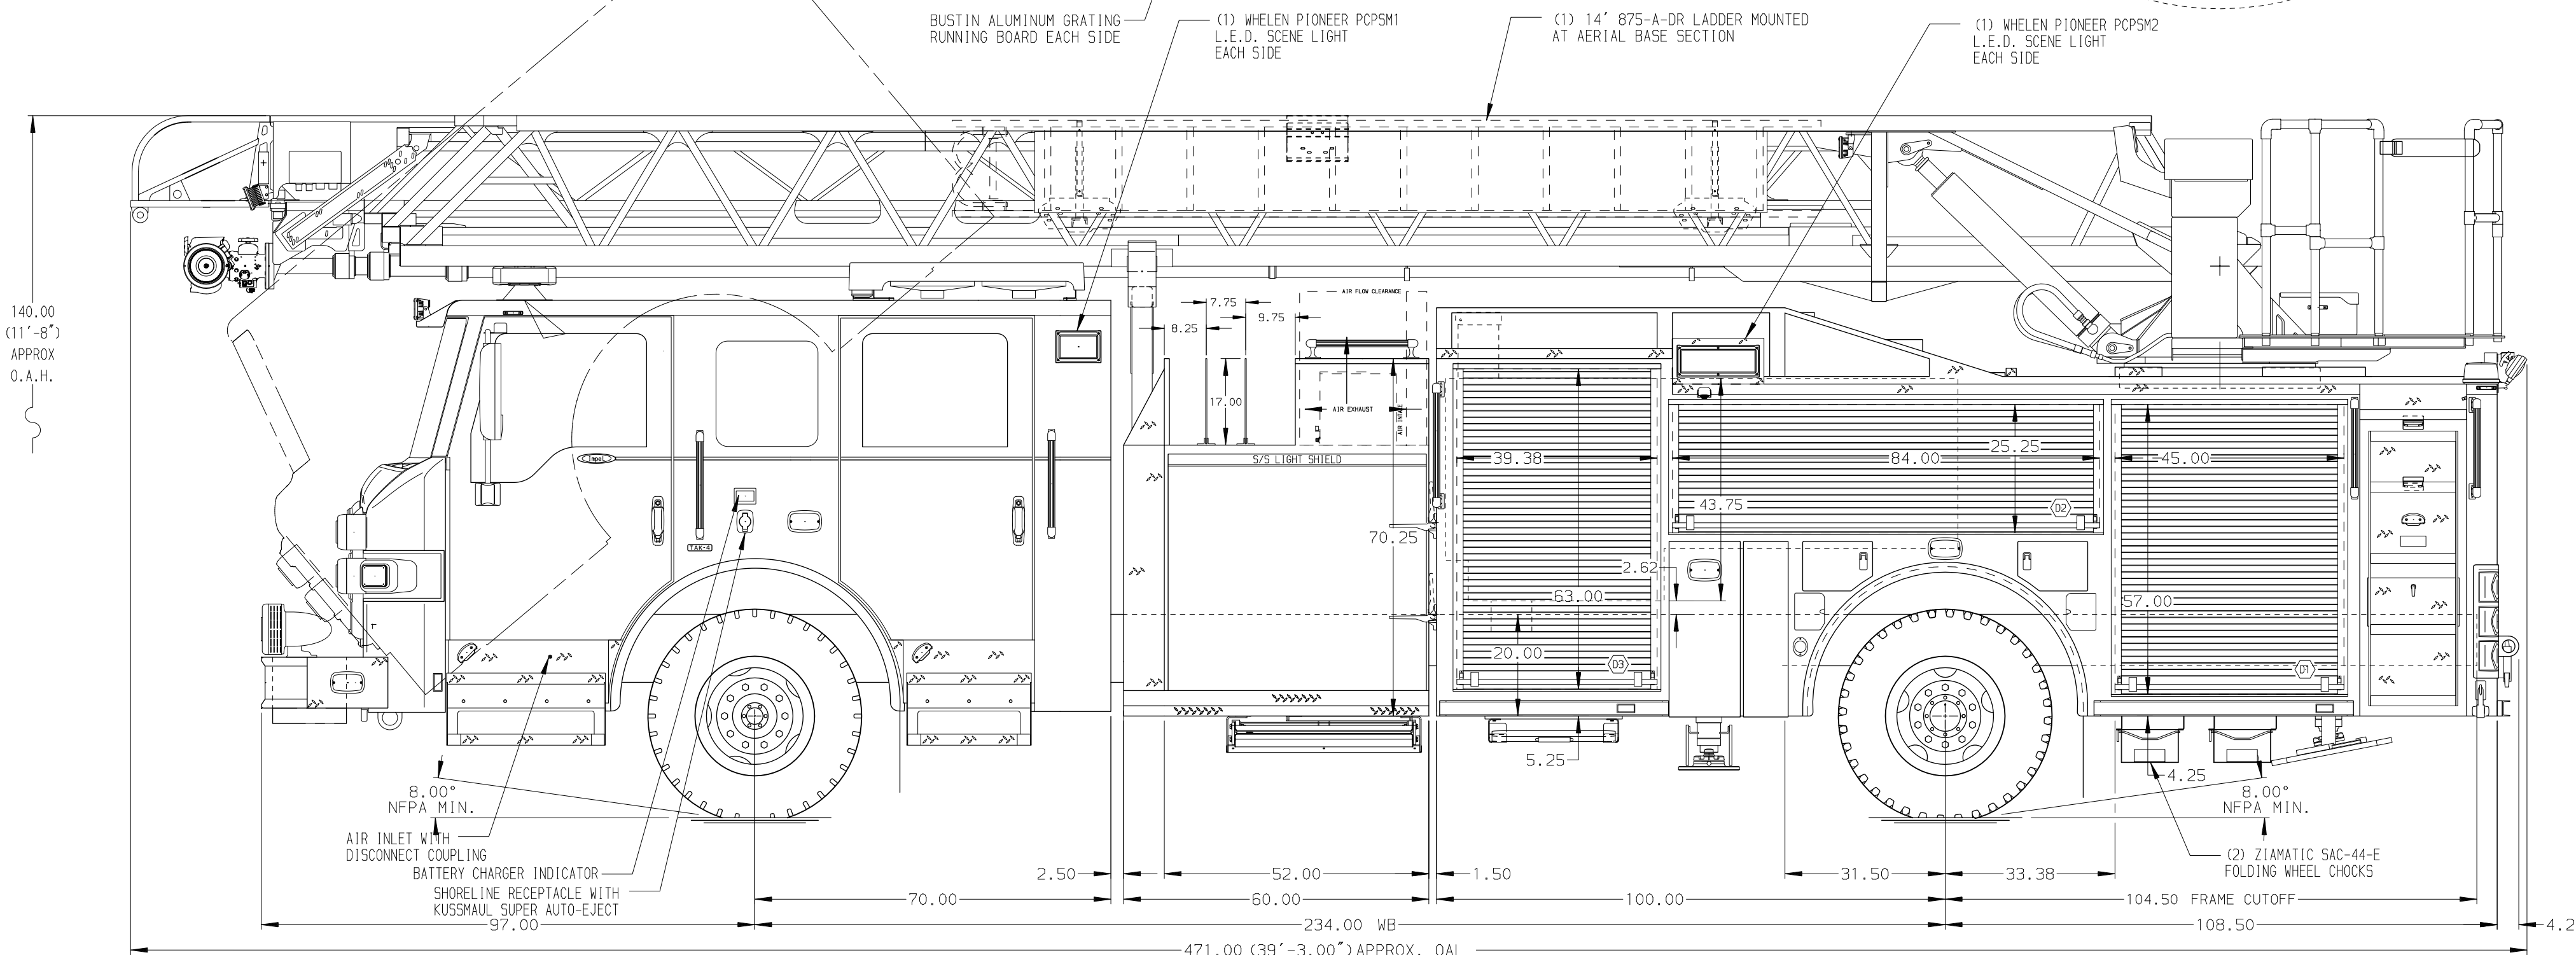 BUSTIN ALUMINUM GRATING
RUNNING BOARD EACH SIDE
(1) WHELEN PIONEER PCPSM1
L.E.D. SCENE LIGHT
EACH SIDE
(1) 14' 875-A-DR LADDER MOUNTED
AT AERIAL BASE SECTION
(1) WHELEN PIONEER PCPSM2
L.E.D. SCENE LIGHT
EACH SIDE
140.00
(11'-8")
APPROX
O.A.H.
AIR FLOW CLEARANCE
7.75
9.75
8.25
17.00
AIR EXHAUST
AIR INTAKE
S/S LIGHT SHIELD
Impel
TAK-4
39.38
84.00
25.25
45.00
43.75
D2
70.25
2.62
63.00
57.00
20.00
D3
D1
5.25
4.25
8.00°
NFPA MIN.
8.00°
NFPA MIN.
AIR INLET WITH
DISCONNECT COUPLING
BATTERY CHARGER INDICATOR
SHORELINE RECEPTACLE WITH
KUSSMAUL SUPER AUTO-EJECT
(2) ZIAMATIC SAC-44-E
FOLDING WHEEL CHOCKS
2.50
52.00
1.50
31.50
33.38
70.00
60.00
100.00
104.50 FRAME CUTOFF
97.00
234.00 WB
108.50
4.2
471.00 (39'-3.00") APPROX. OAL